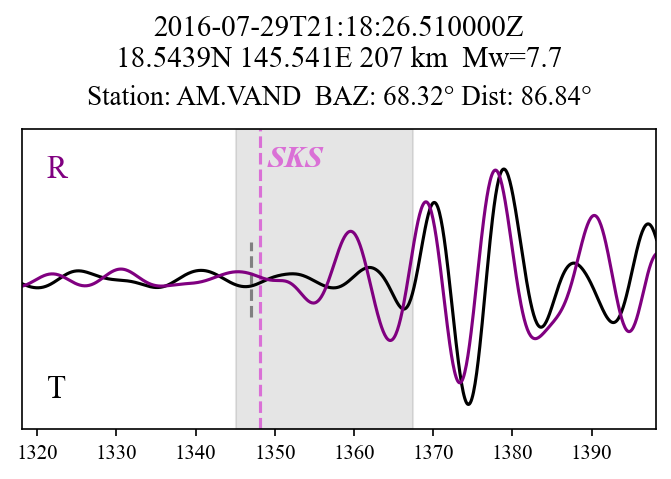 2016-07-29T21:18:26.510000Z
18.5439N 145.541E 207 km  Mw=7.7
Station: AM.VAND  BAZ: 68.32° Dist: 86.84°
R
SKS
T
1320 1330 1340 1350 1360 1370 1380 1390